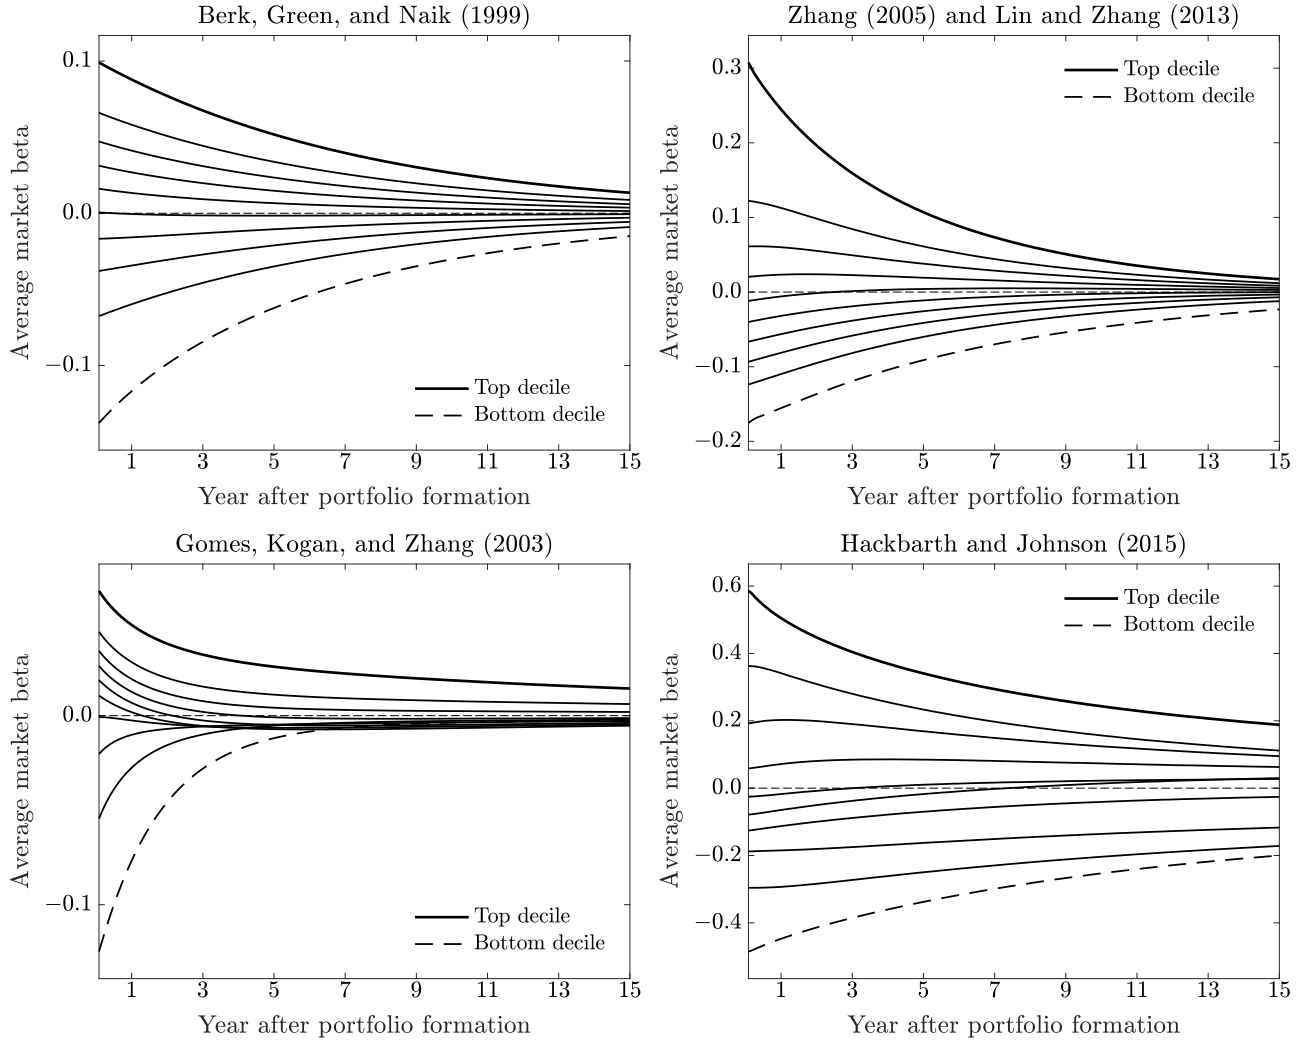 Berk, Green, and Naik (1999)
Average market beta
0.1
0.0
−0.1
Top decile
Bottom decile
1 3 5 7 9 11 13 15
Year after portfolio formation
Zhang (2005) and Lin and Zhang (2013)
Average market beta
0.3
0.2
0.1
0.0
−0.1
−0.2
Top decile
Bottom decile
1 3 5 7 9 11 13 15
Year after portfolio formation
Gomes, Kogan, and Zhang (2003)
Average market beta
0.0
−0.1
Top decile
Bottom decile
1 3 5 7 9 11 13 15
Year after portfolio formation
Hackbarth and Johnson (2015)
Average market beta
0.6
0.4
0.2
0.0
−0.2
−0.4
Top decile
Bottom decile
1 3 5 7 9 11 13 15
Year after portfolio formation